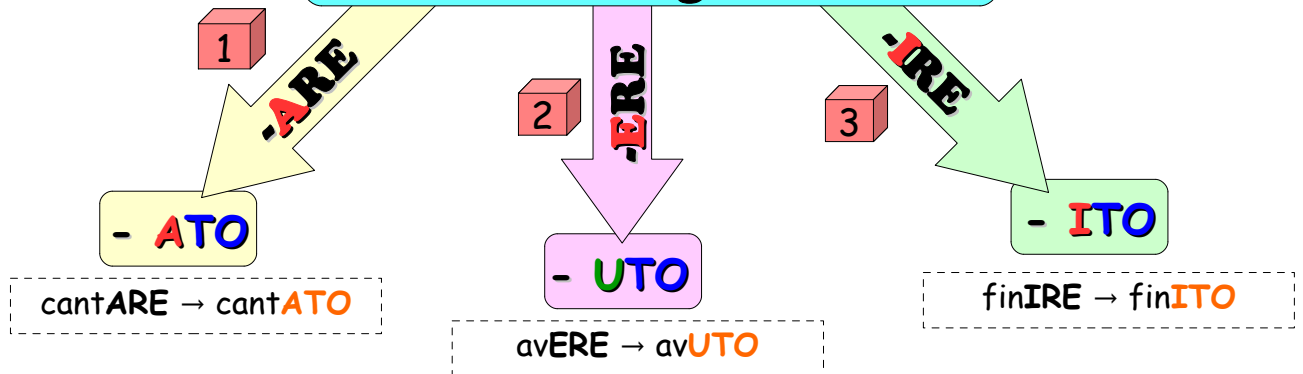 1
-ARE
2
-ERE
3
-IRE
- ATO
- UTO
- ITO
cantARE → cantATO
avERE → avUTO
finIRE → finITO